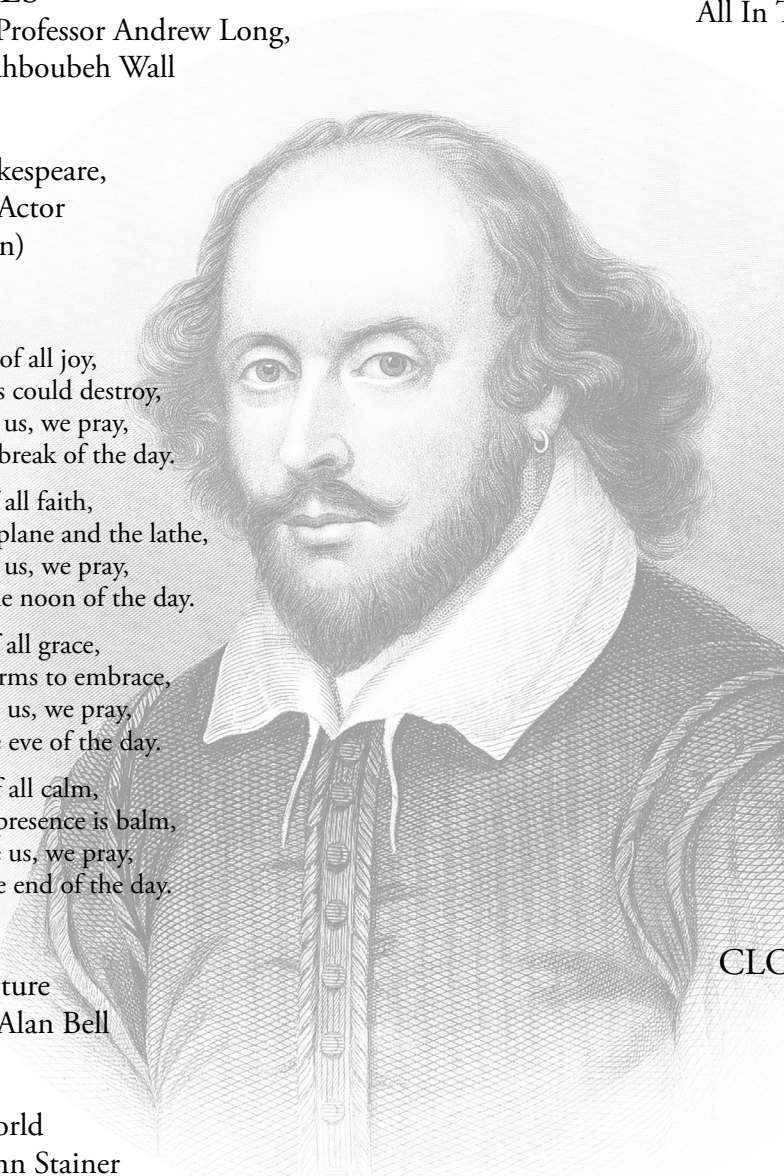 Professor Andrew Long,
ahboubeh Wall
All In T
kespeare,
Actor
n)
of all joy,
s could destroy,
us, we pray,
break of the day.
all faith,
plane and the lathe,
us, we pray,
e noon of the day.
all grace,
rms to embrace,
us, we pray,
eve of the day.
all calm,
presence is balm,
us, we pray,
e end of the day.
CLO
ture
Alan Bell
orld
hn Stainer